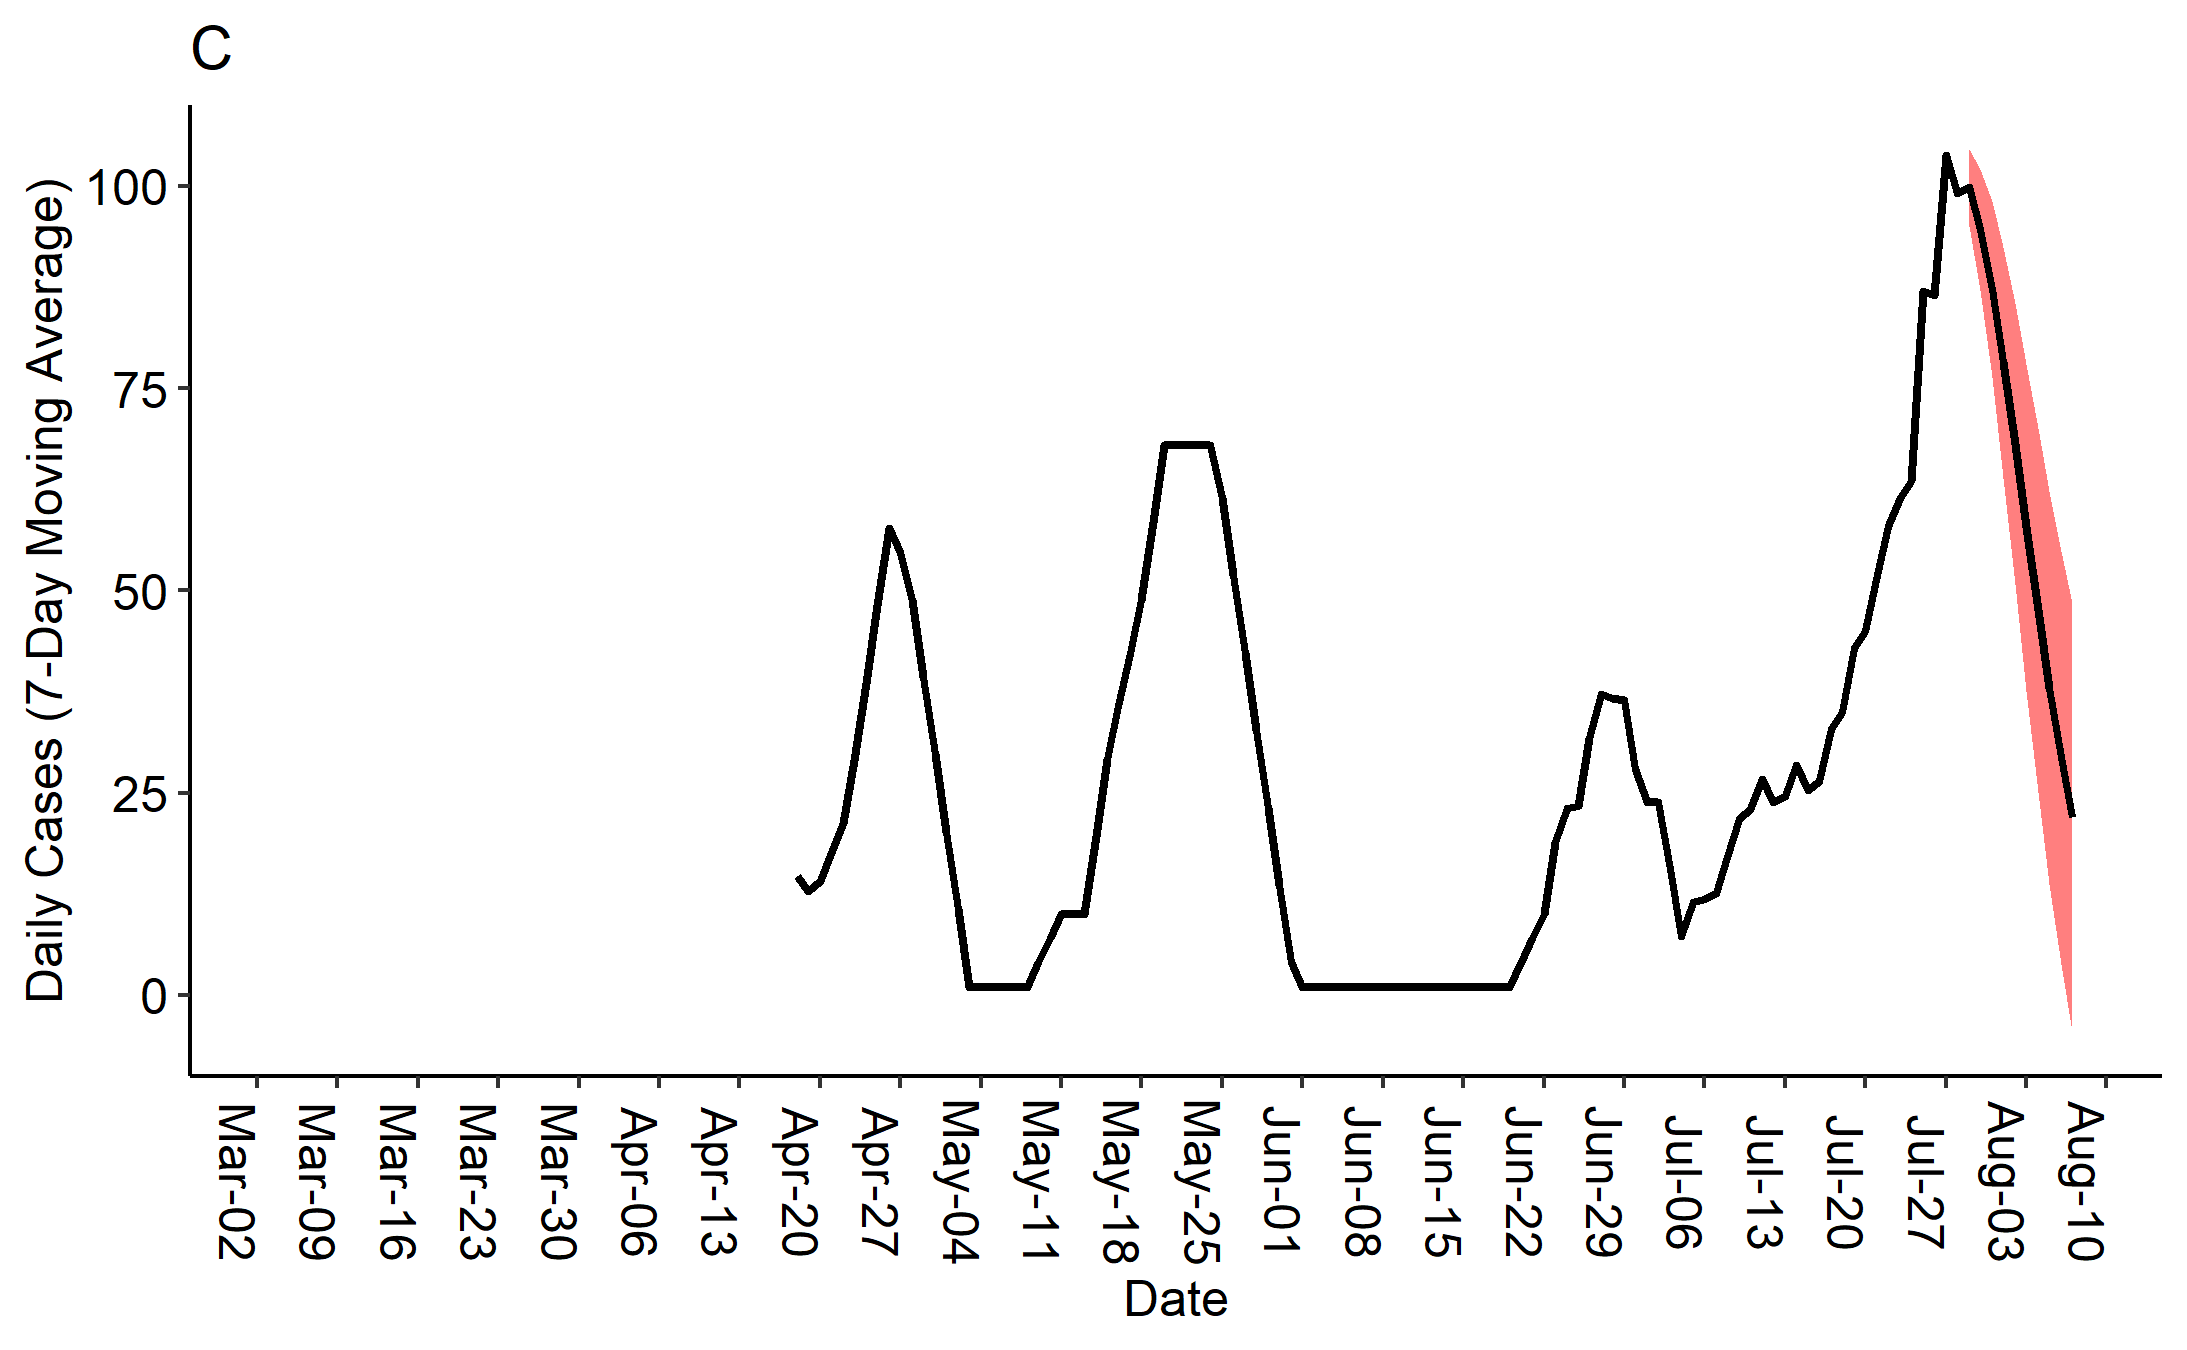 C
Daily Cases (7-Day Moving Average)
100
75
50
25
0
Mar-02
Mar-09
Mar-16
Mar-23
Mar-30
Apr-06
Apr-13
Apr-20
Apr-27
May-04
May-11
May-18
May-25
Jun-01
Jun-08
Jun-15
Jun-22
Jun-29
Jul-06
Jul-13
Jul-20
Jul-27
Aug-03
Aug-10
Date